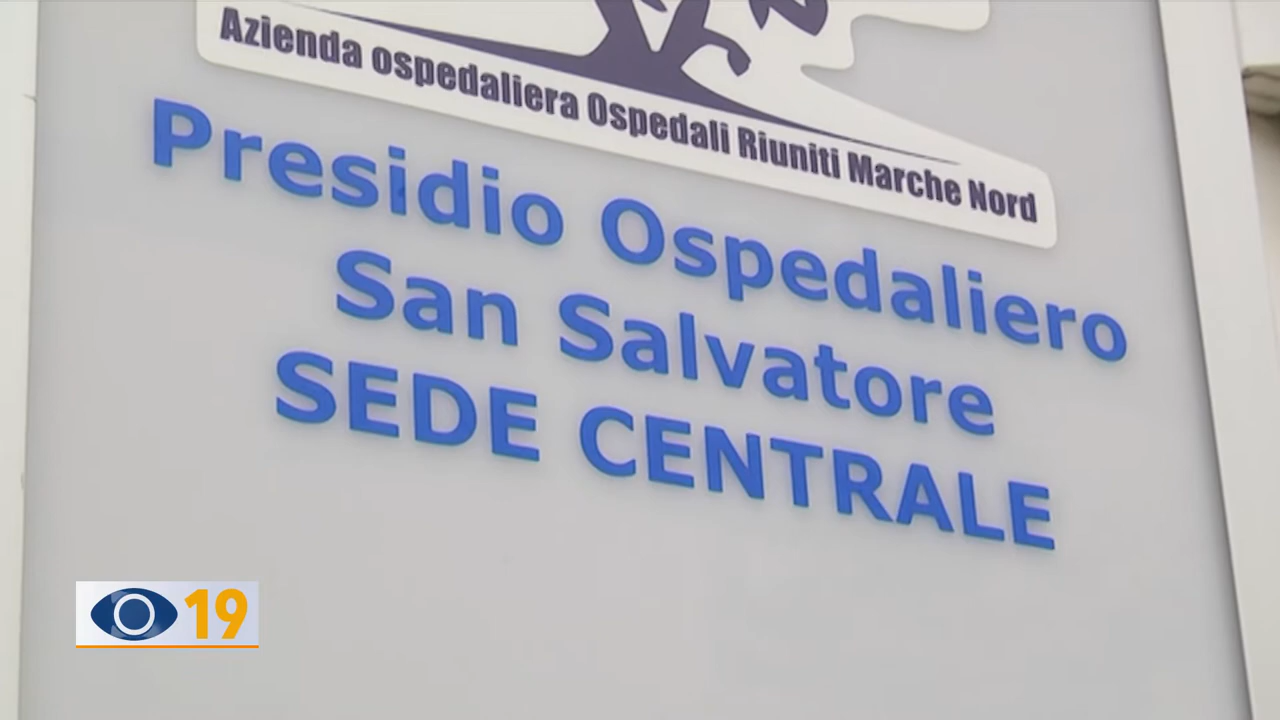 Azienda ospedaliera Ospedali Riuniti Marche Nord
Presidio Ospedaliero
San Salvatore
SEDE CENTRALE
19